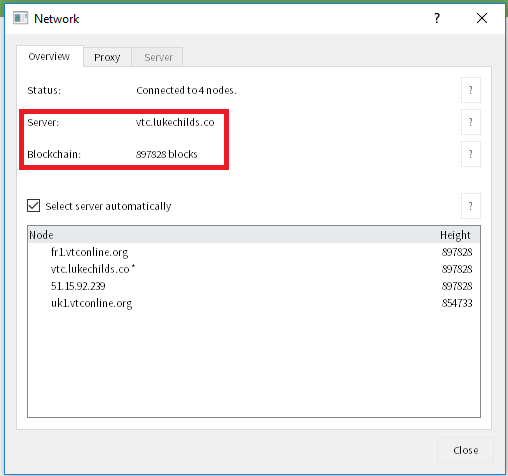 Network
?
Overview Proxy Server
Status: Connected to 4 nodes. ?
Server: vtc.lukechilds.co ?
Blockchain: 897828 blocks ?
Select server automatically ?
Node Height
fr1.vtconline.org 897828
vtc.lukechilds.co * 897828
51.15.92.239 897828
uk1.vtconline.org 854733
Close